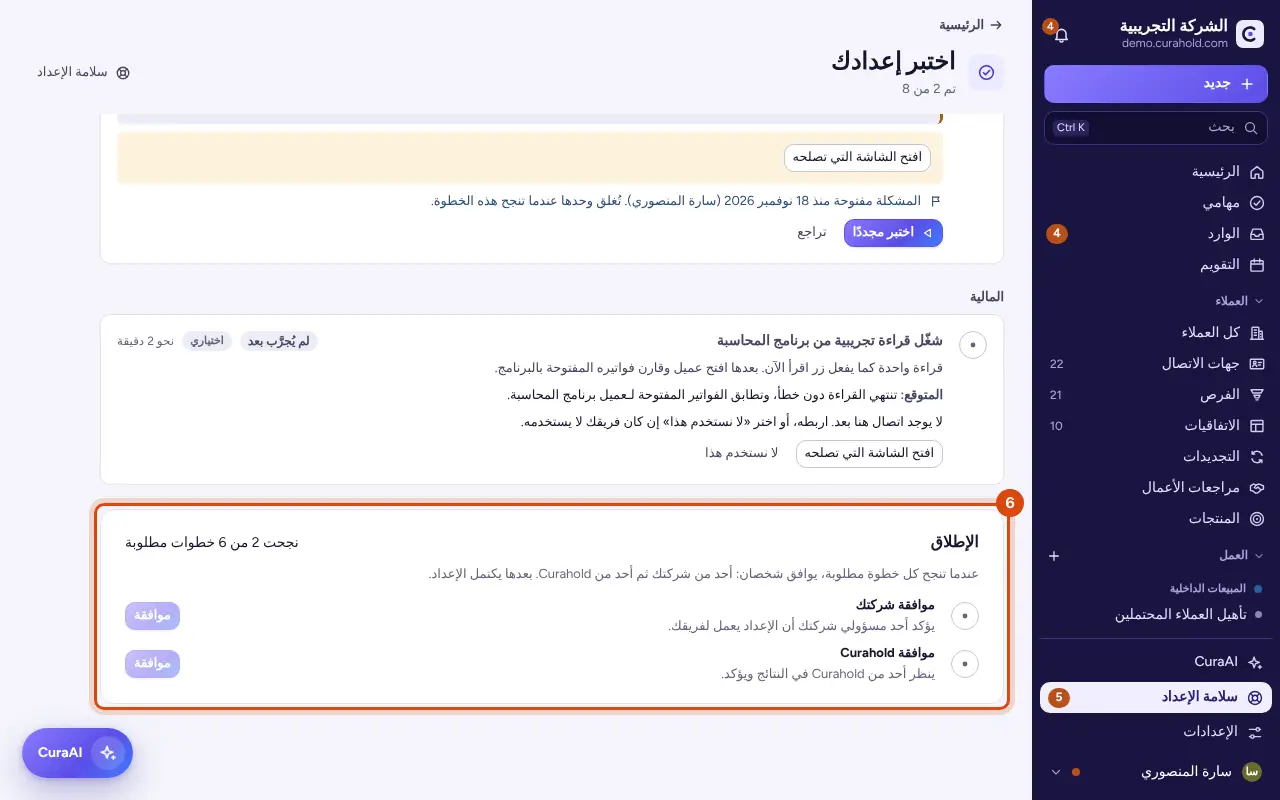 الشركة التجريبية
demo.curahold.com
4
جديد
بحث
Ctrl K
الرئيسية
مهامي
الوارد
4
التقويم
العملاء
كل العملاء
جهات الاتصال
22
الفرص
21
الاتفاقيات
10
التجديدات
مراجعات الأعمال
المنتجات
العمل
المبيعات الداخلية
تأهيل العملاء المحتملين
CuraAI
سلامة الإعداد
5
الإعدادات
سا
سارة المنصوري
الرئيسية
اختبر إعدادك
تم 2 من 8
سلامة الإعداد
افتح الشاشة التي تصلحه
المشكلة مفتوحة منذ 18 نوفمبر 2026 (سارة المنصوري). تُغلق وحدها عندما تنجح هذه الخطوة.
اختبر مجددًا
تراجع
المالية
شغّل قراءة تجريبية من برنامج المحاسبة
لم يُجرَّب بعد
اختياري
نحو 2 دقيقة
قراءة واحدة كما يفعل زر اقرأ الآن. بعدها افتح عميل وقارن فواتيره المفتوحة بالبرنامج.
المتوقع: تنتهي القراءة دون خطأ، وتطابق الفواتير المفتوحة لـعميل برنامج المحاسبة.
لا يوجد اتصال هنا بعد. اربطه، أو اختر «لا نستخدم هذا» إن كان فريقك لا يستخدمه.
افتح الشاشة التي تصلحه
لا نستخدم هذا
6
الإطلاق
نجحت 2 من 6 خطوات مطلوبة
عندما تنجح كل خطوة مطلوبة، يوافق شخصان: أحد من شركتك ثم أحد من Curahold. بعدها يكتمل الإعداد.
موافقة شركتك
يؤكد أحد مسؤولي شركتك أن الإعداد يعمل لفريقك.
موافقة
موافقة Curahold
ينظر أحد من Curahold في النتائج ويؤكد.
موافقة
CuraAI